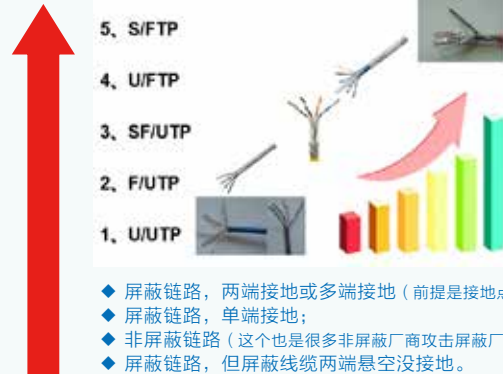 5、S/FTP
4、U/FTP
3、SF/UTP
2、F/UTP
1、U/UTP
◆ 屏蔽链路，两端接地或多端接地（前提是接地点
◆ 屏蔽链路，单端接地；
◆ 非屏蔽链路（这个也是很多非屏蔽厂商攻击屏蔽厂
◆ 屏蔽链路，但屏蔽线缆两端悬空没接地。